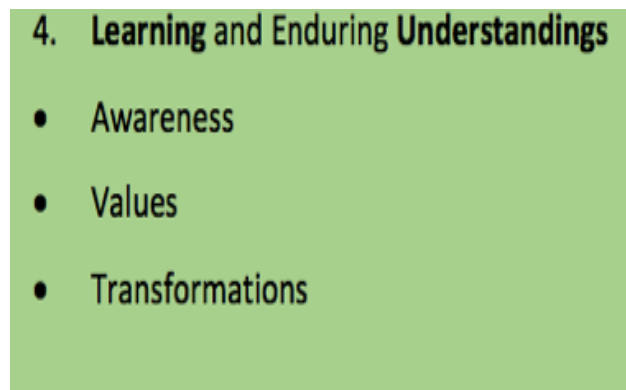 4. Learning and Enduring Understandings
• Awareness
• Values
• Transformations